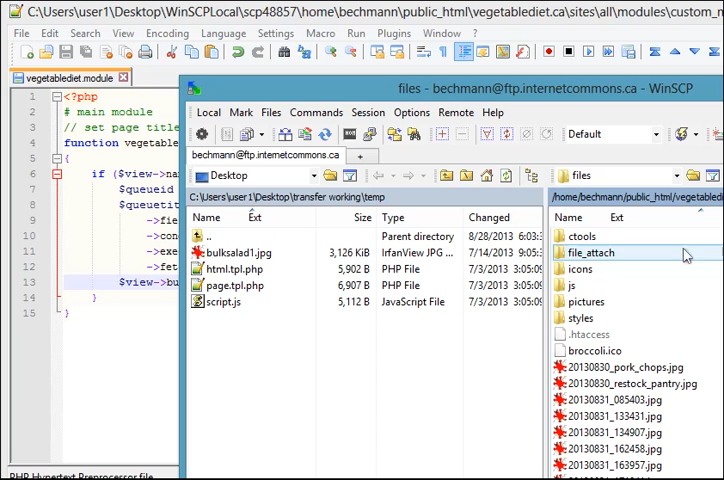 C:\Users\user1\Desktop\WinSCPLocal\scp48857\home\bechmann\public_html\vegetablediet.ca\sites\all\modules\custom_m
File Edit Search View Encoding Language Settings Macro Run Plugins Window ?
vegetablediet.module
1 <?php
2 # main module
3 // set page title
4 function vegetable
5 {
6 if ($view->na
7 $queueid
8 $queuetit
9 ->fie
10 ->con
11 ->exe
12 ->fet
13 $view->bu
14 }
15 }
PHP Hypertext Preprocessor file
files - bechmann@ftp.internetcommons.ca - WinSCP
Local Mark Files Commands Session Options Remote Help
Default
bechmann@ftp.internetcommons.ca
Desktop
files
C:\Users\user1\Desktop\transfer working\temp
/home/bechmann/public_html/vegetabledi
Name Ext Size Type Changed
Name Ext
.. Parent directory 8/28/2013 6:03:3
bulksalad1.jpg 3,126 KiB IrfanView JPG ... 7/14/2013 9:05:
html.tpl.php 5,902 B PHP File 7/3/2013 3:05:09
page.tpl.php 6,907 B PHP File 7/3/2013 3:05:09
script.js 5,112 B JavaScript File 7/3/2013 3:05:09
ctools
file_attach
icons
js
pictures
styles
.htaccess
broccoli.ico
20130830_pork_chops.jpg
20130830_restock_pantry.jpg
20130831_085403.jpg
20130831_133431.jpg
20130831_134907.jpg
20130831_162458.jpg
20130831_163957.jpg